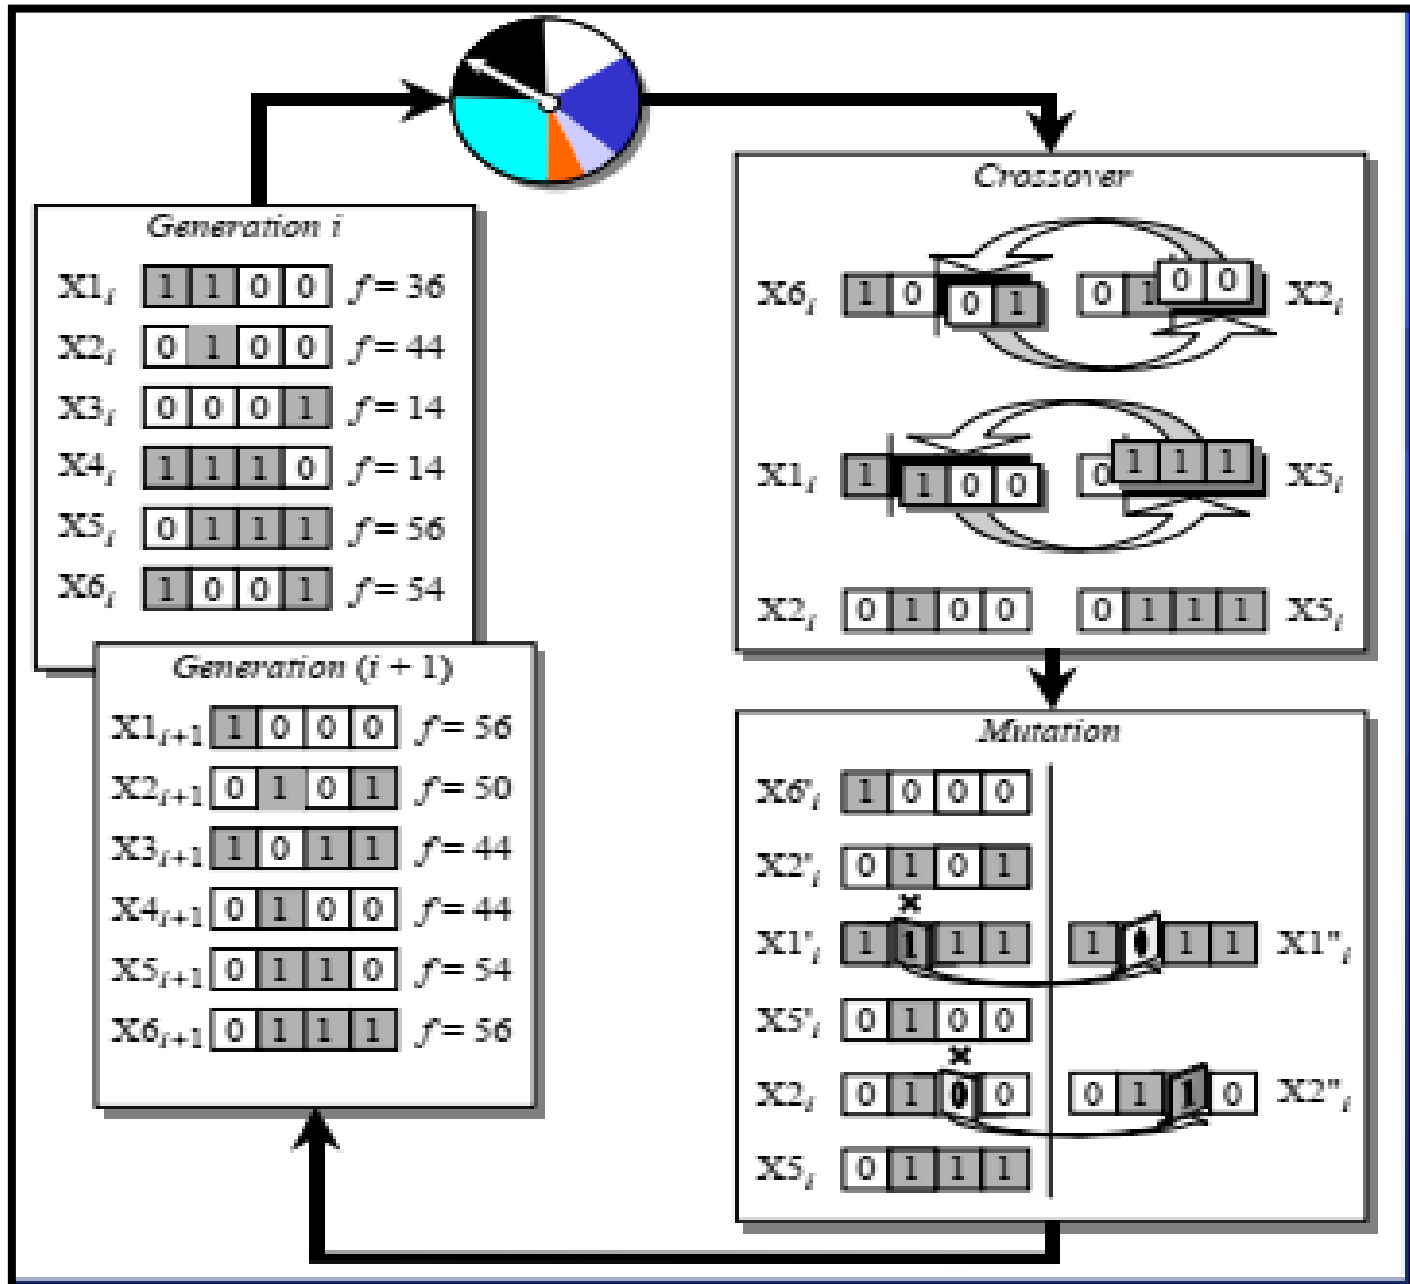 Generation i
X1i 1 1 0 0 f = 36
X2i 0 1 0 0 f = 44
X3i 0 0 0 1 f = 14
X4i 1 1 1 0 f = 14
X5i 0 1 1 1 f = 56
X6i 1 0 0 1 f = 54
Generation (i + 1)
X1i+1 1 0 0 0 f = 56
X2i+1 0 1 0 1 f = 50
X3i+1 1 0 1 1 f = 44
X4i+1 0 1 0 0 f = 44
X5i+1 0 1 1 0 f = 54
X6i+1 0 1 1 1 f = 56
Crossover
X6i 1 0 0 1 0 1 0 0 X2i
X1i 1 1 0 0 0 1 1 1 X5i
X2i 0 1 0 0 0 1 1 1 X5i
Mutation
X6'i 1 0 0 0
X2'i 0 1 0 1
X1'i 1 1 1 1 1 0 1 1 X1"i
X5'i 0 1 0 0
X2i 0 1 0 0 0 1 1 0 X2"i
X5i 0 1 1 1